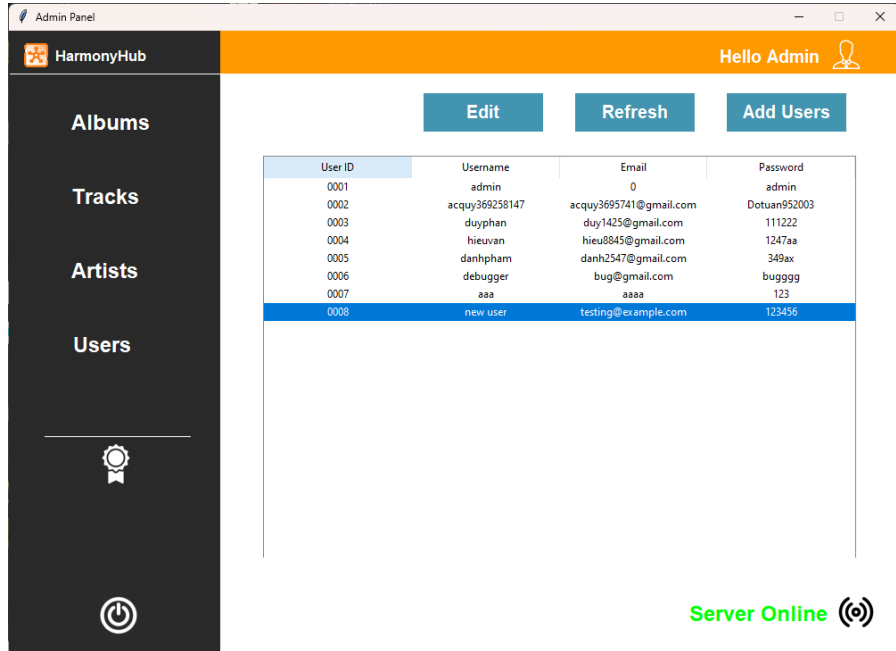 Admin Panel
HarmonyHub
Hello Admin
Albums
Tracks
Artists
Users
Edit Refresh Add Users
User ID Username Email Password
0001 admin 0 admin
0002 acquy369258147 acquy3695741@gmail.com Dotuan952003
0003 duyphan duy1425@gmail.com 111222
0004 hieuvan hieu8845@gmail.com 1247aa
0005 danhpham danh2547@gmail.com 349ax
0006 debugger bug@gmail.com bugggg
0007 aaa aaaa 123
0008 new user testing@example.com 123456
Server Online